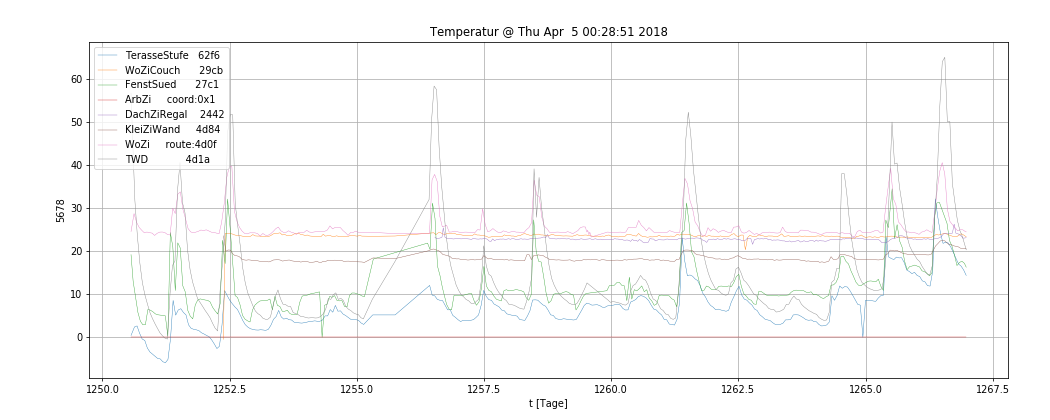 Temperatur @ Thu Apr  5 00:28:51 2018
TerasseStufe 62f6
WoZiCouch 29cb
FenstSued 27c1
ArbZi coord:0x1
DachZiRegal 2442
KleiZiWand 4d84
WoZi route:4d0f
TWD 4d1a
60
50
40
30
20
10
0
5678
1250.0 1252.5 1255.0 1257.5 1260.0 1262.5 1265.0 1267.5
t [Tage]